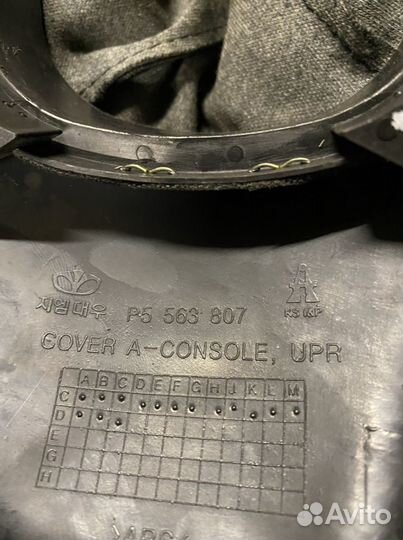 지엠대우 P5 563 807
COVER A-CONSOLE, UPR
A B C D E F G H J K L M
C
D
E
G
H
Avito